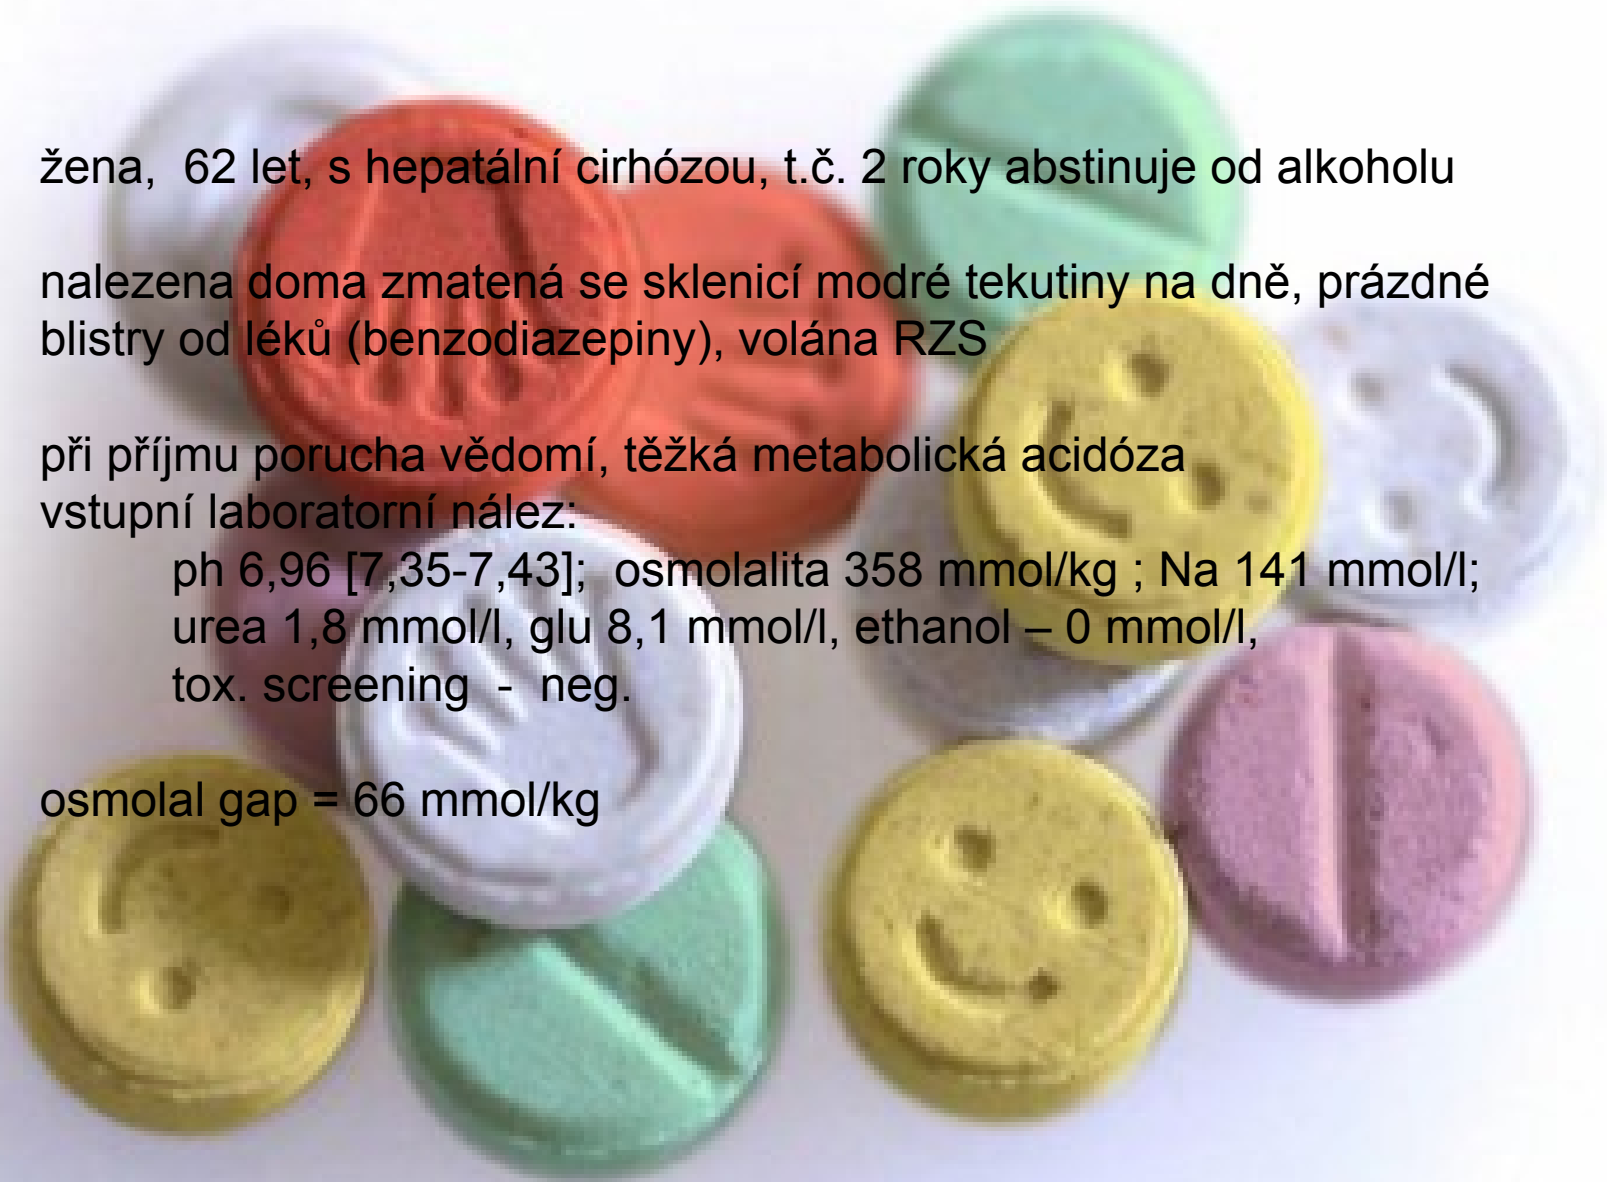 žena, 62 let, s hepatální cirhózou, t.č. 2 roky abstinuje od alkoholu
nalezena doma zmatená se sklenicí modré tekutiny na dně, prázdné
blistry od léků (benzodiazepiny), volána RZS
při příjmu porucha vědomí, těžká metabolická acidóza
vstupní laboratorní nález:
ph 6,96 [7,35-7,43]; osmolalita 358 mmol/kg ; Na 141 mmol/l;
urea 1,8 mmol/l, glu 8,1 mmol/l, ethanol – 0 mmol/l,
tox. screening - neg.
osmolal gap = 66 mmol/kg